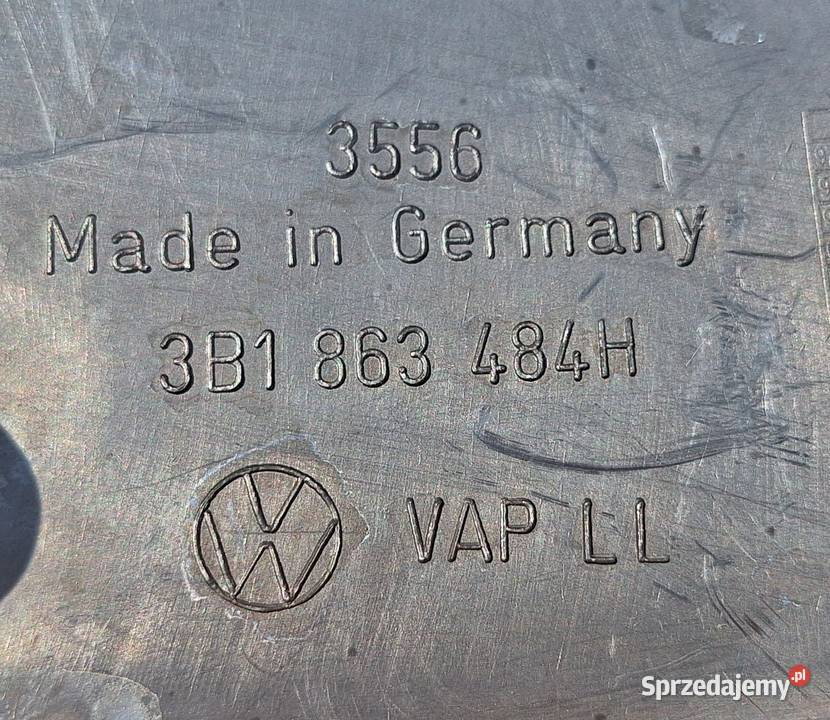 3556
Made in Germany
3B1 863 484H
VAP LL
Sprzedajemy.pl